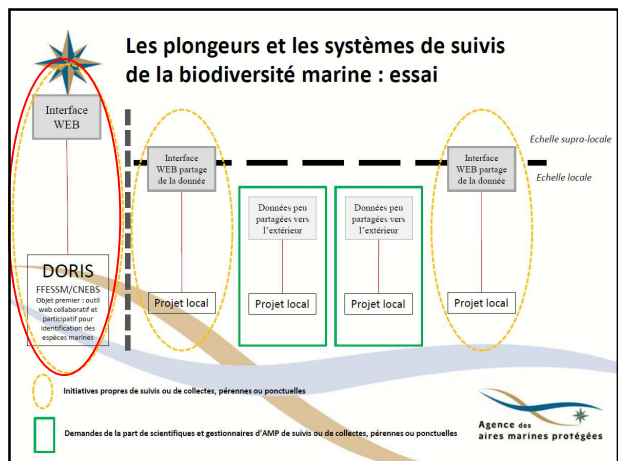 Les plongeurs et les systèmes de suivis
de la biodiversité marine : essai
Interface
WEB
Echelle supra-locale
Echelle locale
Interface
WEB partage
de la donnée
Données peu
partagées vers
l'extérieur
Données peu
partagées vers
l'extérieur
Interface
WEB partage
de la donnée
DORIS
FFESSM/CNEBS
Objet premier : outil
web collaboratif et
participatif pour
identification des
espèces marines
Projet local
Projet local
Projet local
Projet local
Initiatives propres de suivis ou de collectes, pérennes ou ponctuelles
Demandes de la part de scientifiques et gestionnaires d'AMP de suivis ou de collectes, pérennes ou ponctuelles
Agence des
aires marines protégées